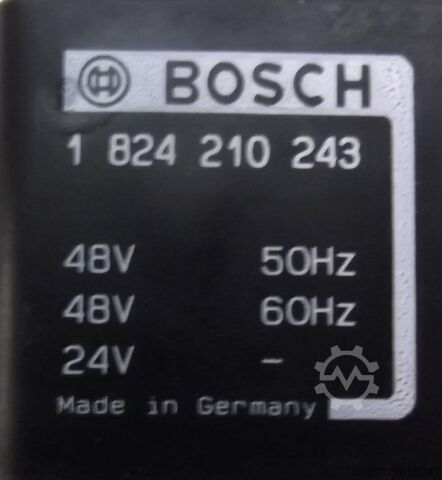 BOSCH
1 824 210 243
48V 50Hz
48V 60Hz
24V -
Made in Germany